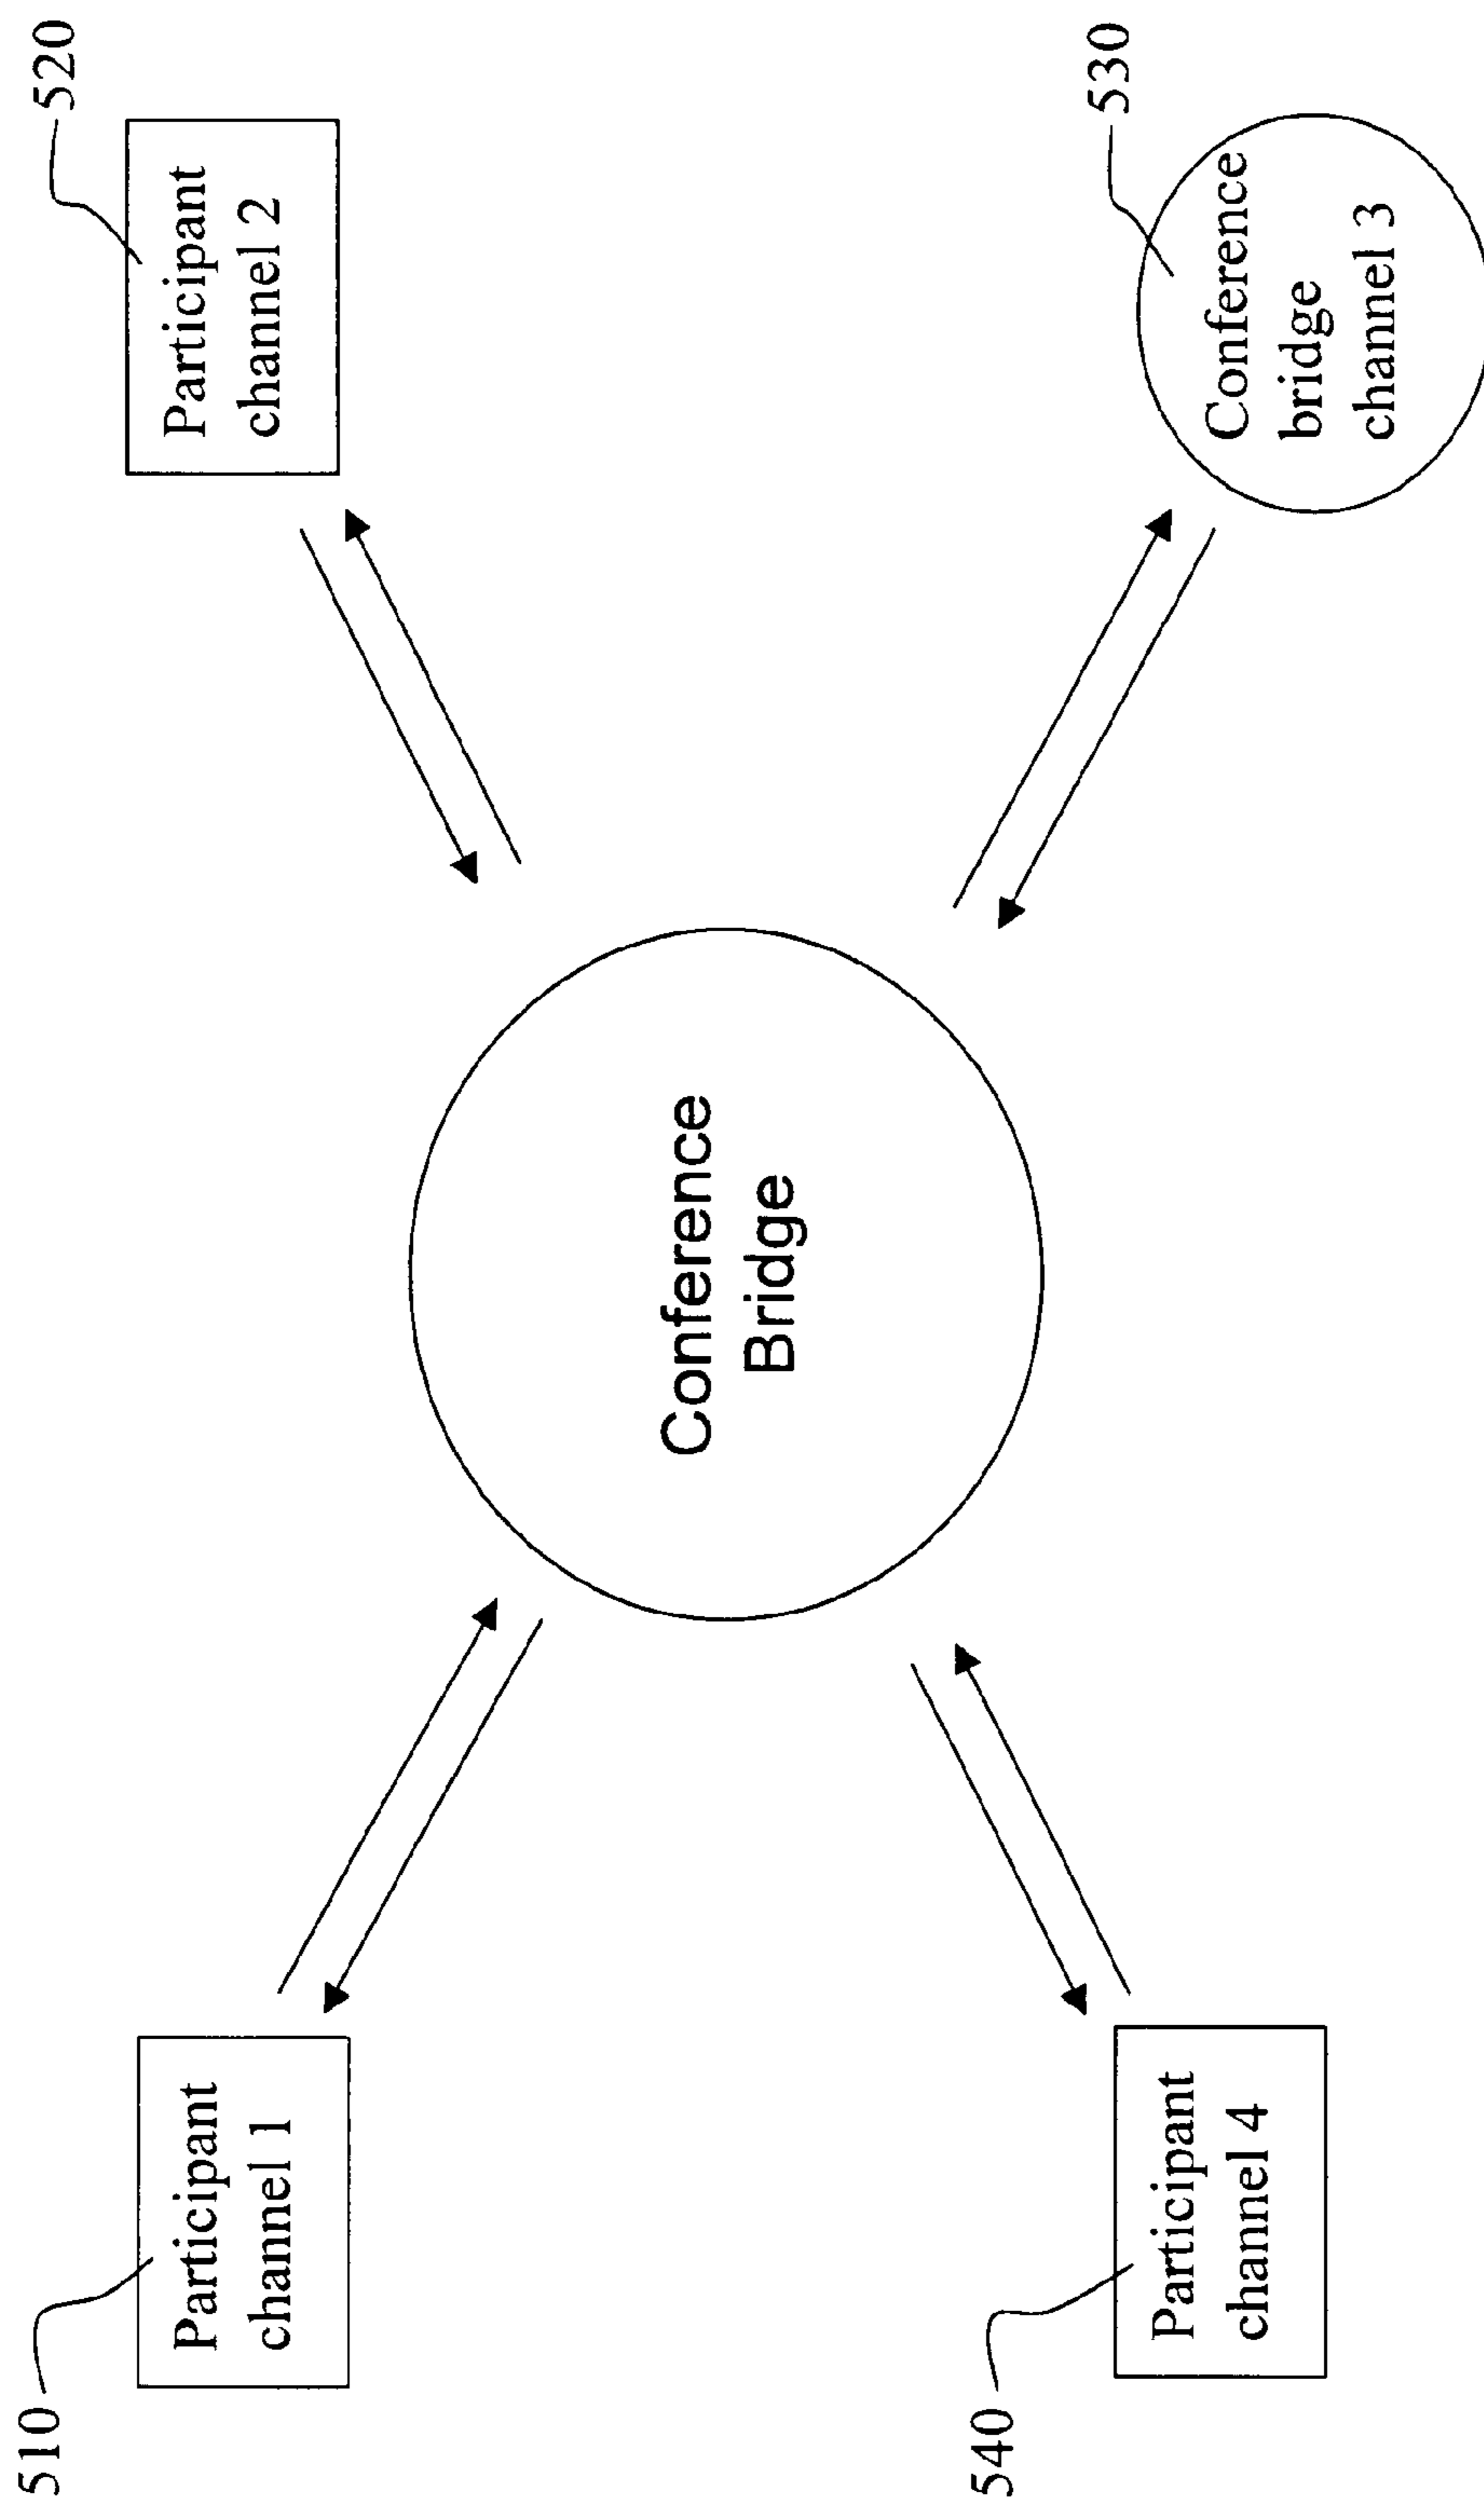 510
Participant
channel 1
520
Participant
channel 2
Conference
Bridge
540
Participant
channel 4
530
Conference
bridge
channel 3